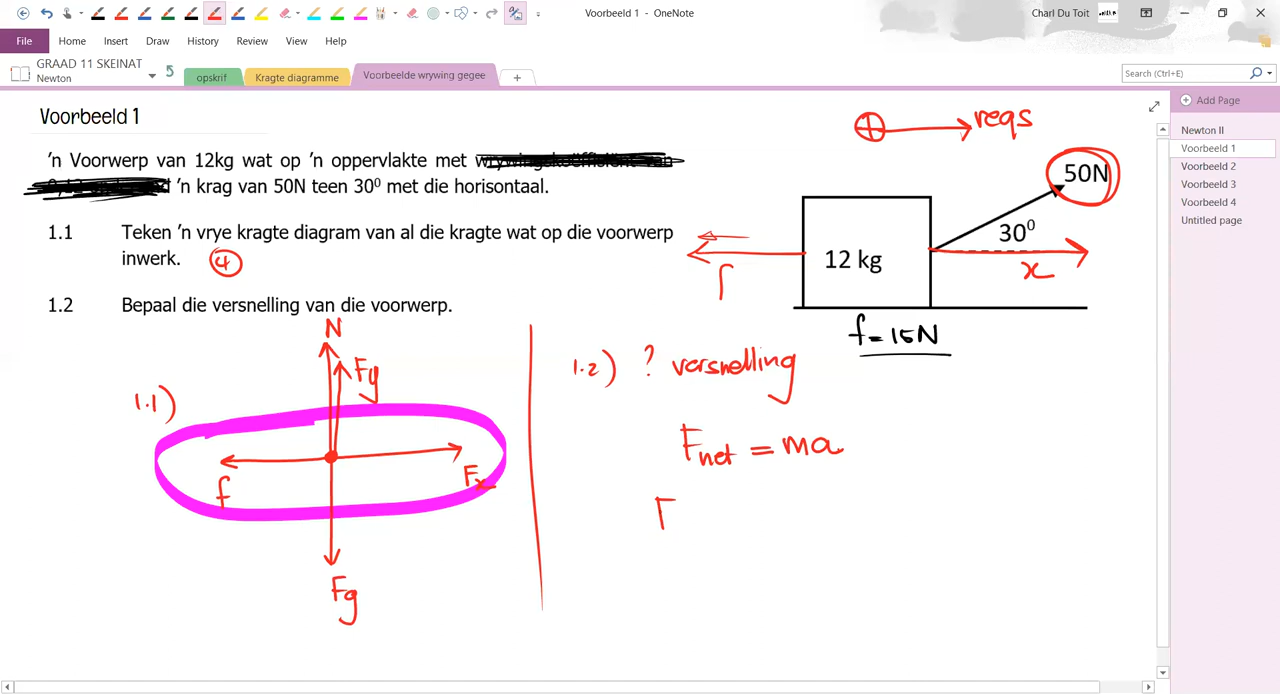 Voorbeeld 1 - OneNote
Charl Du Toit
File Home Insert Draw History Review View Help
GRAAD 11 SKEINAT
Newton
opskrif
Kragte diagramme
Voorbeelde wrywing gegee
Search (Ctrl+E)
Add Page
Newton II
Voorbeeld 1
Voorbeeld 2
Voorbeeld 3
Voorbeeld 4
Untitled page
Voorbeeld 1
'n Voorwerp van 12kg wat op 'n oppervlakte met
'n krag van 50N teen 30⁰ met die horisontaal.
1.1 Teken 'n vrye kragte diagram van al die kragte wat op die voorwerp
inwerk. 4
1.2 Bepaal die versnelling van die voorwerp.
⊕ → regs
50N
30⁰
12 kg
x
f
f = 15N
1.1)
N
Fy
f
Fx
Fg
1.2) ? versnelling
Fnet = ma